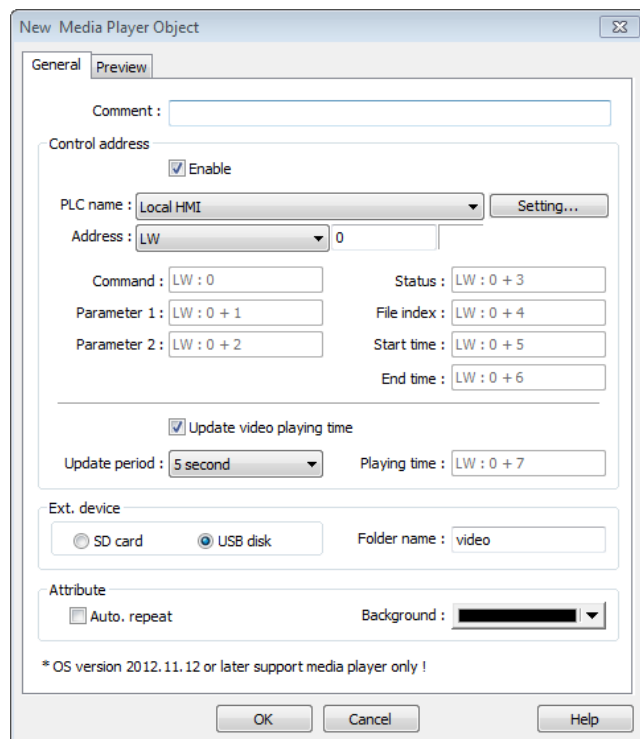 New Media Player Object
General Preview
Comment :
Control address
Enable
PLC name : Local HMI Setting...
Address : LW 0
Command : LW : 0 Status : LW : 0 + 3
Parameter 1 : LW : 0 + 1 File index : LW : 0 + 4
Parameter 2 : LW : 0 + 2 Start time : LW : 0 + 5
End time : LW : 0 + 6
Update video playing time
Update period : 5 second Playing time : LW : 0 + 7
Ext. device
SD card USB disk Folder name : video
Attribute
Auto. repeat Background :
* OS version 2012.11.12 or later support media player only !
OK Cancel Help